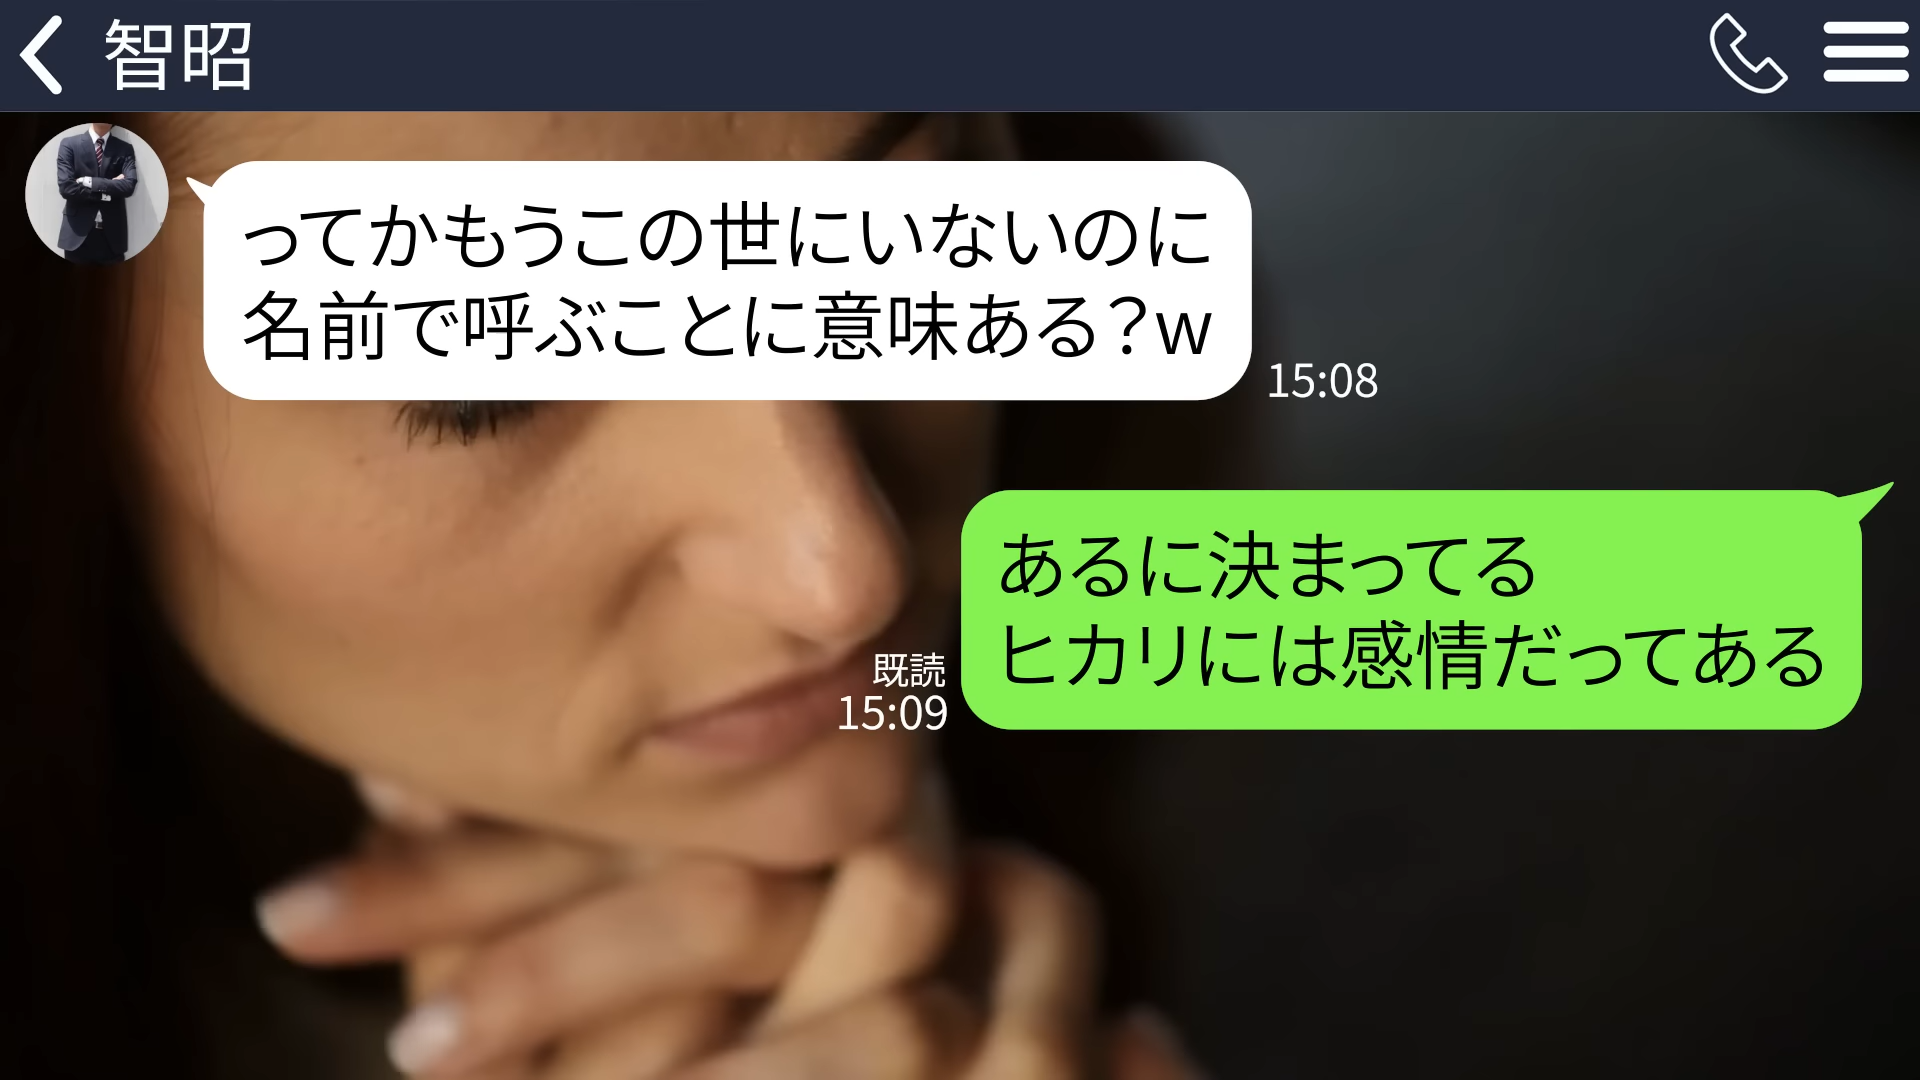 智昭
ってかもうこの世にいないのに
名前で呼ぶことに意味ある？w
15:08
あるに決まってる
ヒカリには感情だってある
既読
15:09